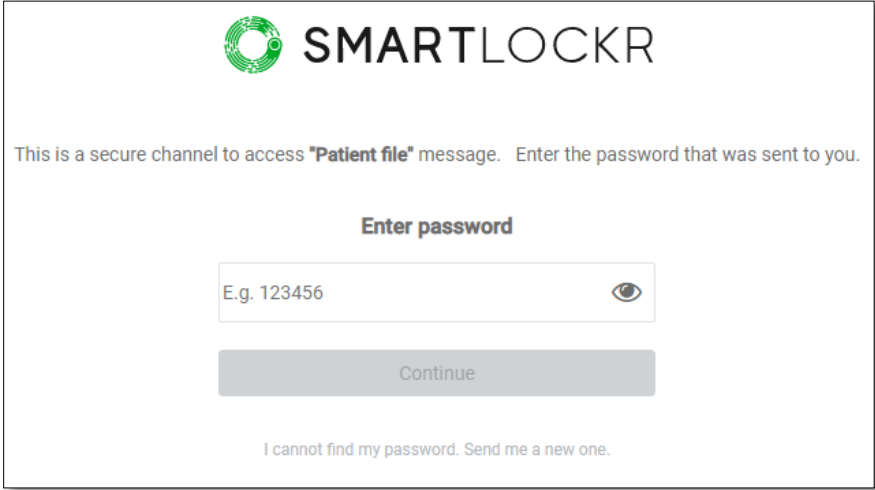 SMARTLOCKR
This is a secure channel to access "Patient file" message. Enter the password that was sent to you.
Enter password
E.g. 123456
Continue
I cannot find my password. Send me a new one.